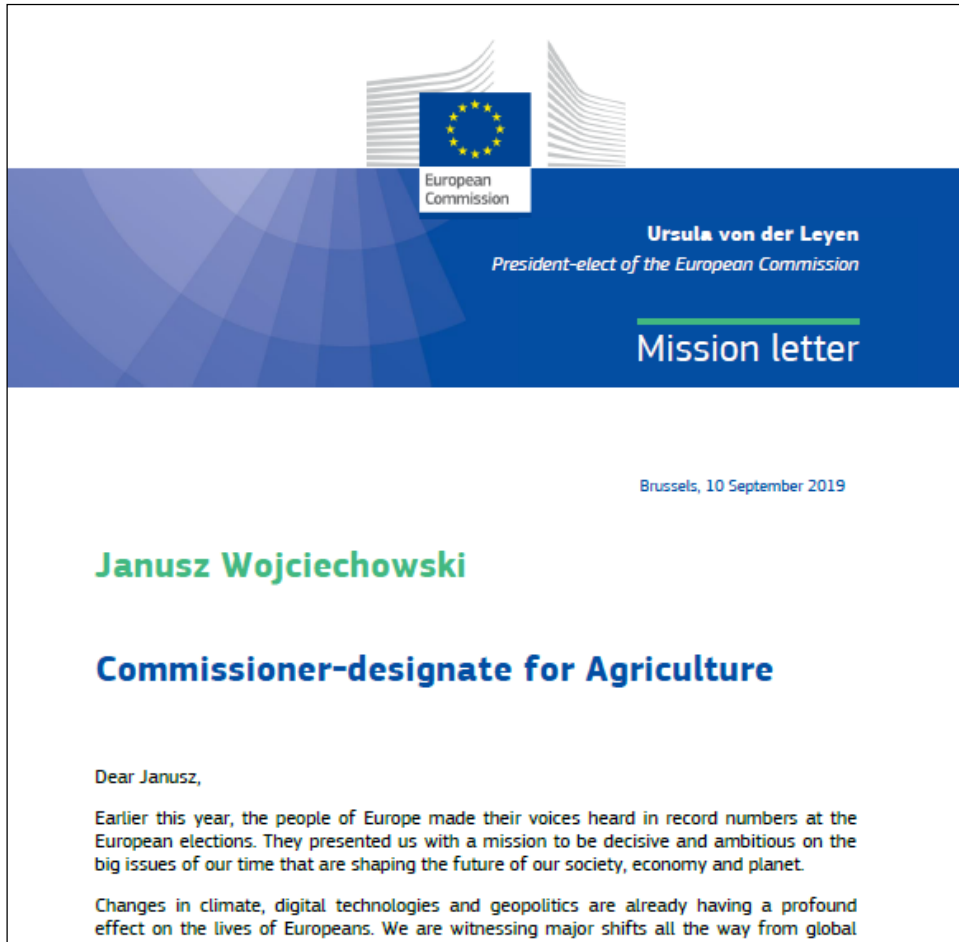 European
Commission
Ursula von der Leyen
President-elect of the European Commission
Mission letter
Brussels, 10 September 2019
Janusz Wojciechowski
Commissioner-designate for Agriculture
Dear Janusz,
Earlier this year, the people of Europe made their voices heard in record numbers at the
European elections. They presented us with a mission to be decisive and ambitious on the
big issues of our time that are shaping the future of our society, economy and planet.
Changes in climate, digital technologies and geopolitics are already having a profound
effect on the lives of Europeans. We are witnessing major shifts all the way from global